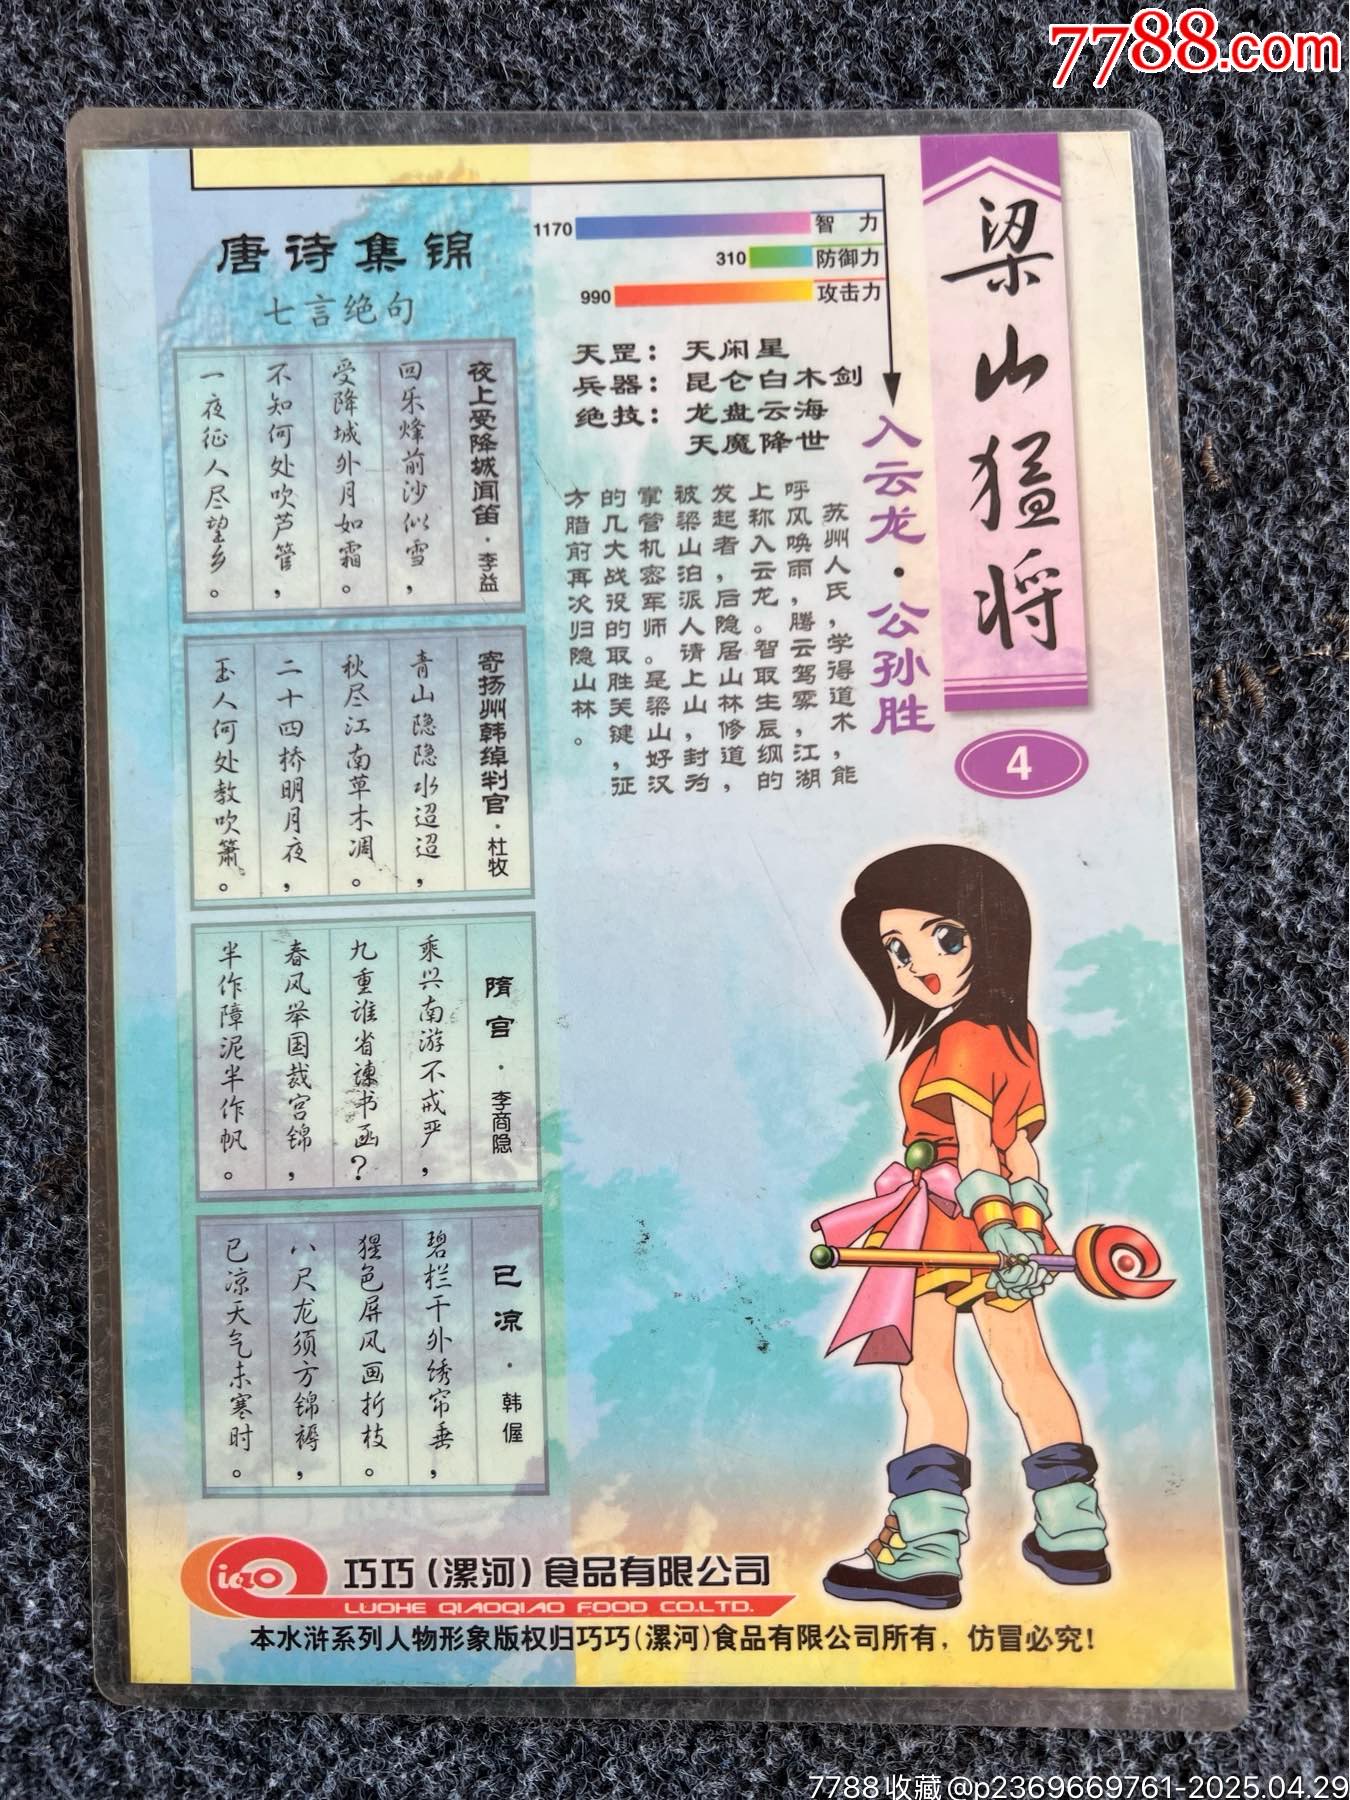 7788.com
梁山猛将
4
入云龙·公孙胜
1170 智力
310 防御力
990 攻击力
天罡：天闲星
兵器：昆仑白木剑
绝技：龙盘云海
天魔降世
苏州人氏，学得道术，能
呼风唤雨，腾云驾雾，江湖
上称入云龙。智取生辰纲的
发起者，后隐居山林修道，
被梁山泊派人请上山，封为
掌管机密军师。是梁山好汉
的几大战役的取胜关键，征
方腊前再次归隐山林。
唐诗集锦
七言绝句
夜上受降城闻笛·李益
回乐烽前沙似雪，
受降城外月如霜。
不知何处吹芦管，
一夜征人尽望乡。
寄扬州韩绰判官·杜牧
青山隐隐水迢迢，
秋尽江南草木凋。
二十四桥明月夜，
玉人何处教吹箫。
隋宫·李商隐
乘兴南游不戒严，
九重谁省谏书函？
春风举国裁宫锦，
半作障泥半作帆。
已凉·韩偓
碧栏干外绣帘垂，
猩色屏风画折枝。
八尺龙须方锦褥，
已凉天气未寒时。
iao
巧巧（漯河）食品有限公司
LUOHE QIAOQIAO FOOD CO.LTD.
本水浒系列人物形象版权归巧巧(漯河)食品有限公司所有，仿冒必究!
7788收藏@p2369669761-2025.04.29